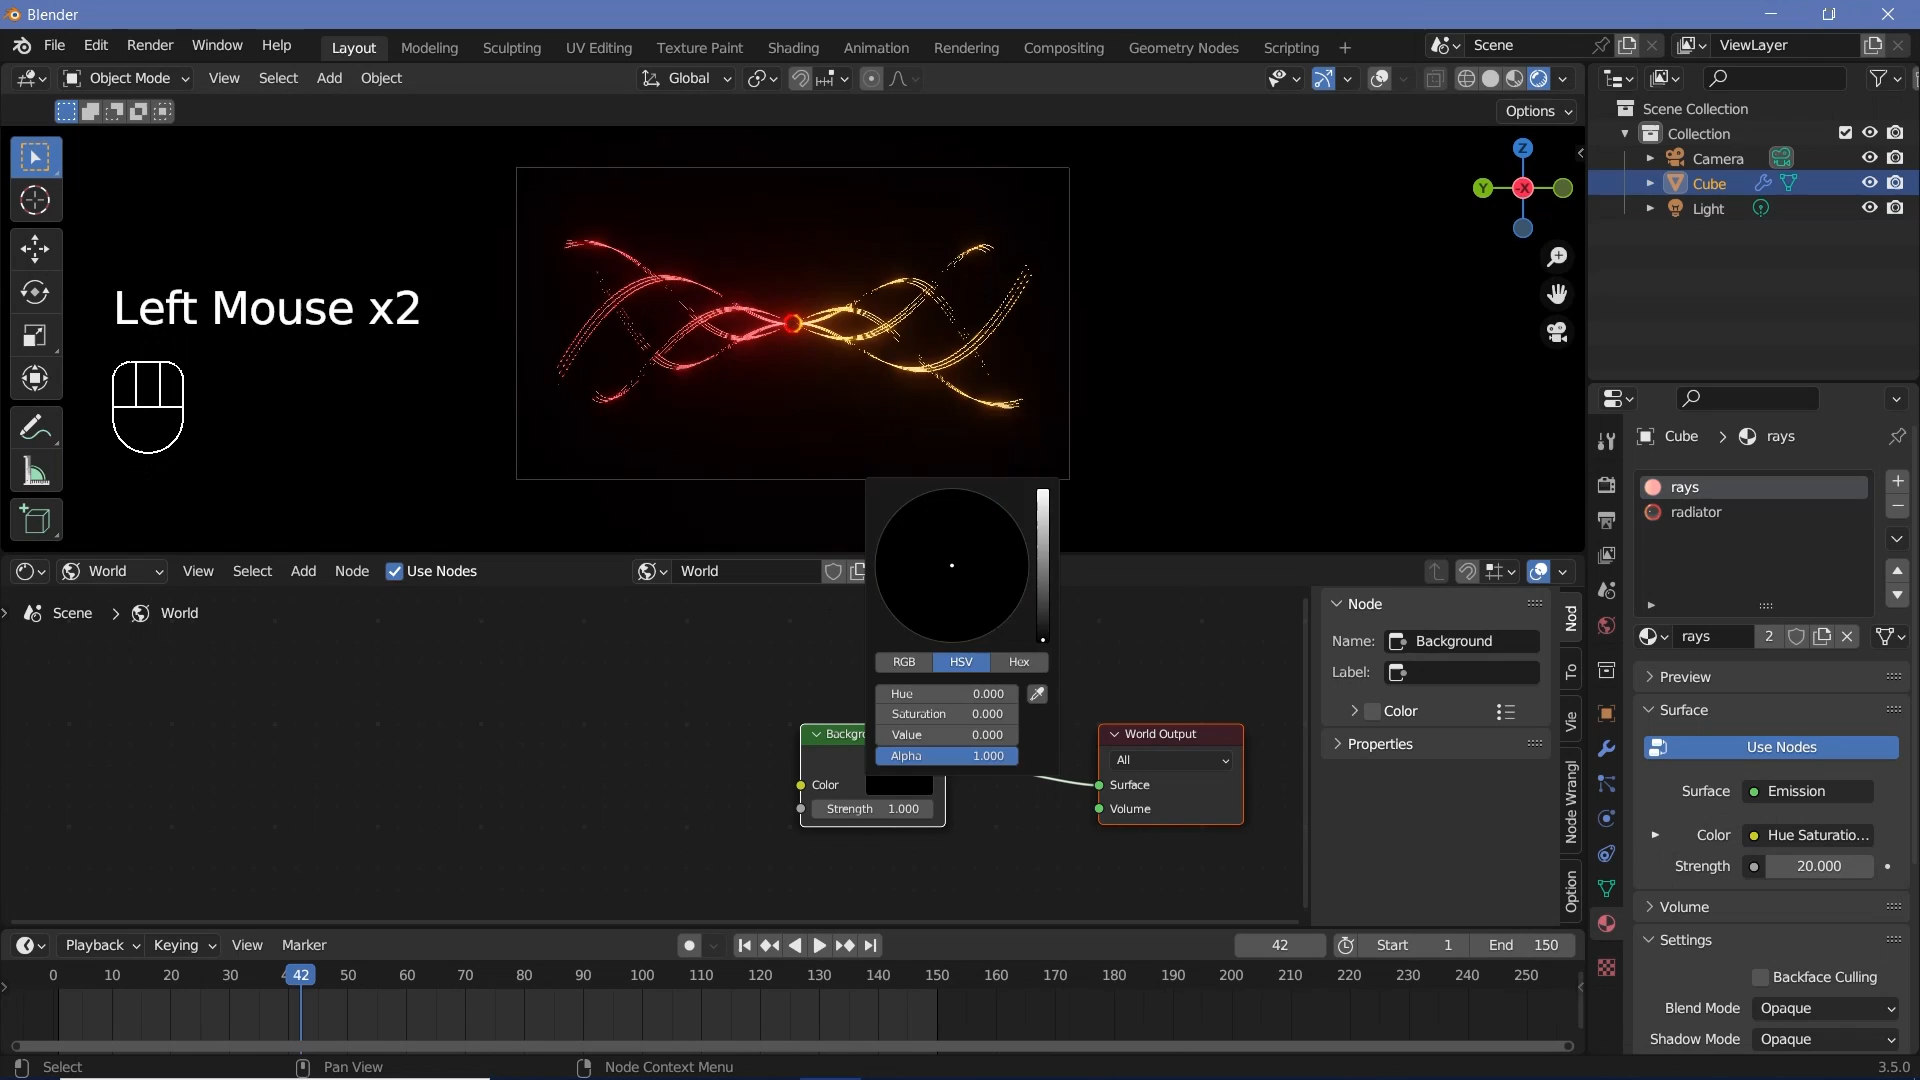 Blender
File Edit Render Window Help Layout Modeling Sculpting UV Editing Texture Paint Shading Animation Rendering Compositing Geometry Nodes Scripting + Scene ViewLayer
Object Mode View Select Add Object Global
Options
Z
Y
-X
Left Mouse x2
Scene Collection
Collection
Camera
Cube
Light
Cube > rays
rays
radiator
rays 2
Preview
Surface
Use Nodes
Surface Emission
Color Hue Saturatio...
Strength 20.000
Volume
Settings
Backface Culling
Blend Mode Opaque
Shadow Mode Opaque
World View Select Add Node Use Nodes World
Scene > World
RGB HSV Hex
Hue 0.000
Saturation 0.000
Value 0.000
Alpha 1.000
Backgro
Color
Strength 1.000
World Output
All
Surface
Volume
Node
Name: Background
Label:
Color
Properties
Nod
To
Vie
Node Wrangl
Option
Playback Keying View Marker 42 Start 1 End 150
0 10 20 30 4 42 50 60 70 80 90 100 110 120 130 140 150 160 170 180 190 200 210 220 230 240 250
Select Pan View Node Context Menu 3.5.0